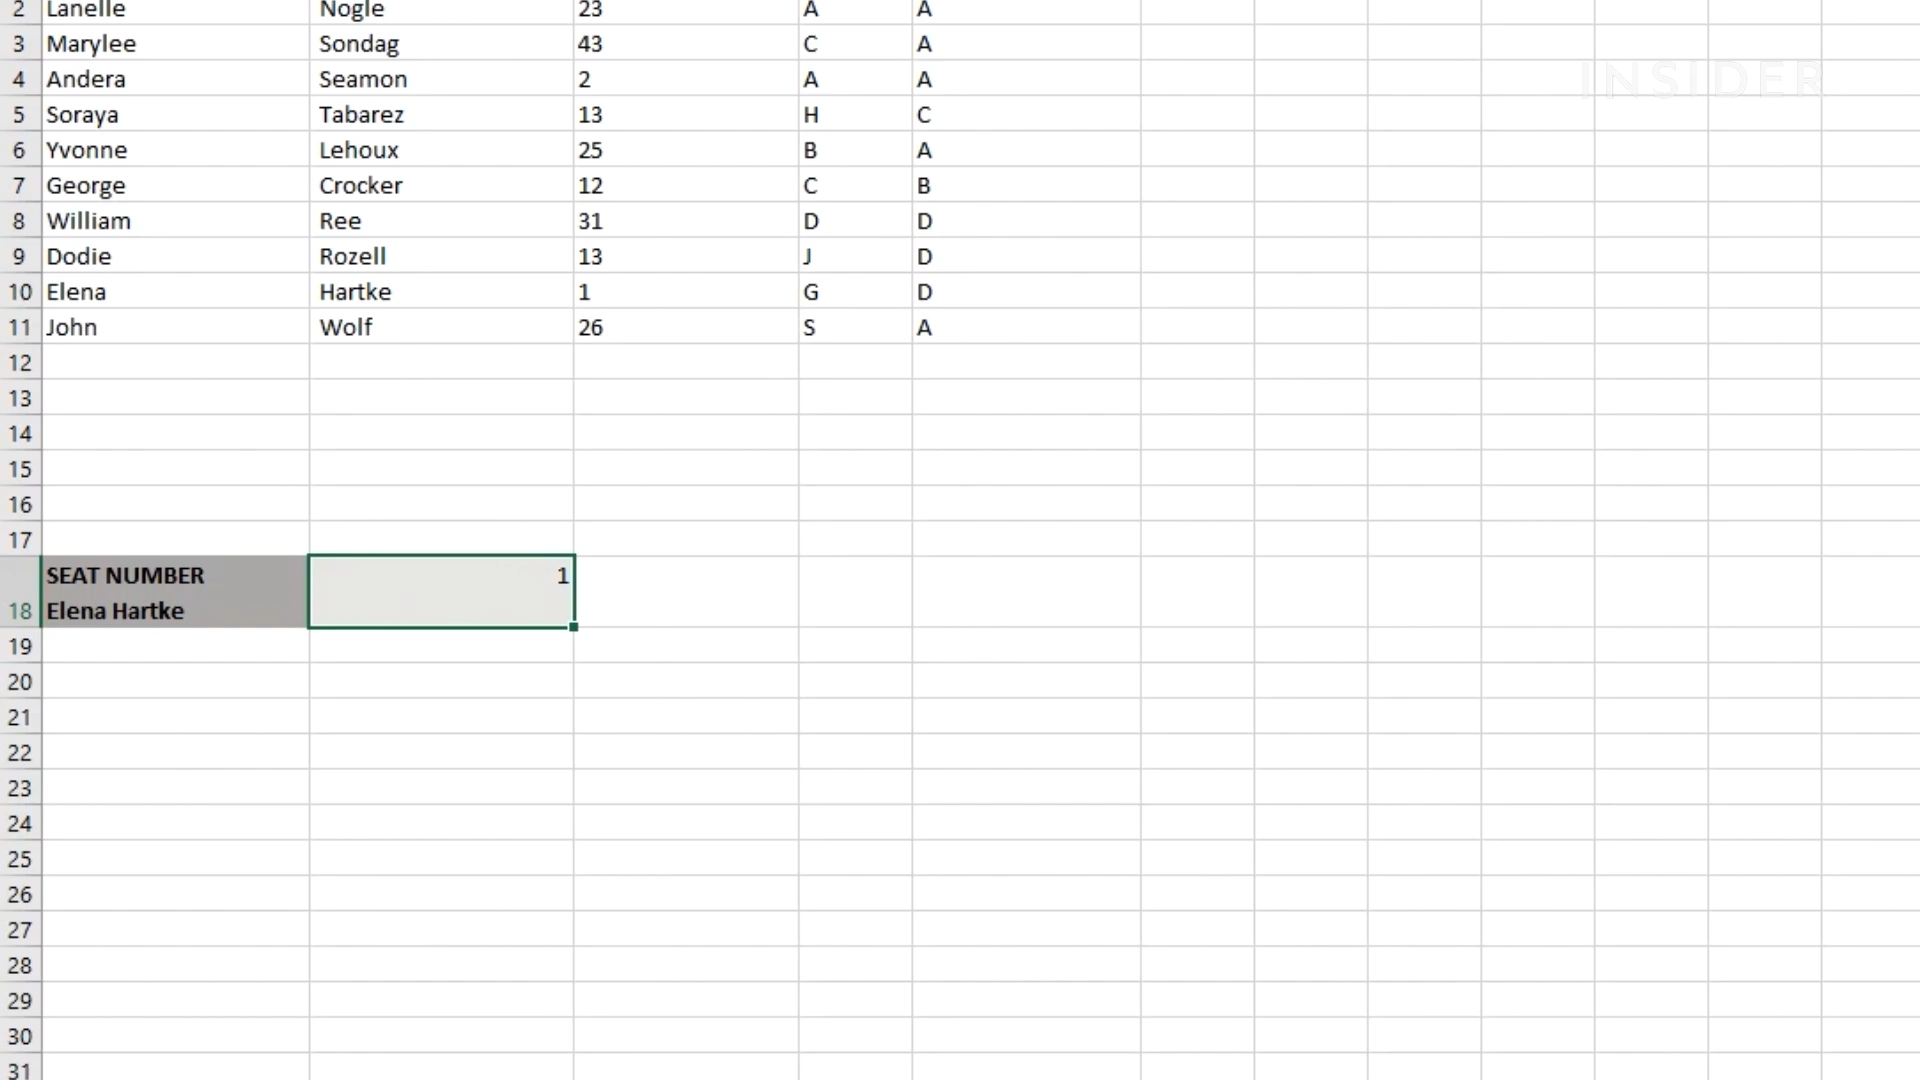 2 Lanelle Nogle 23 A A
3 Marylee Sondag 43 C A
INSIDER
4 Andera Seamon 2 A A
5 Soraya Tabarez 13 H C
6 Yvonne Lehoux 25 B A
7 George Crocker 12 C B
8 William Ree 31 D D
9 Dodie Rozell 13 J D
10 Elena Hartke 1 G D
11 John Wolf 26 S A
12
13
14
15
16
17
SEAT NUMBER 1
18 Elena Hartke
19
20
21
22
23
24
25
26
27
28
29
30
31